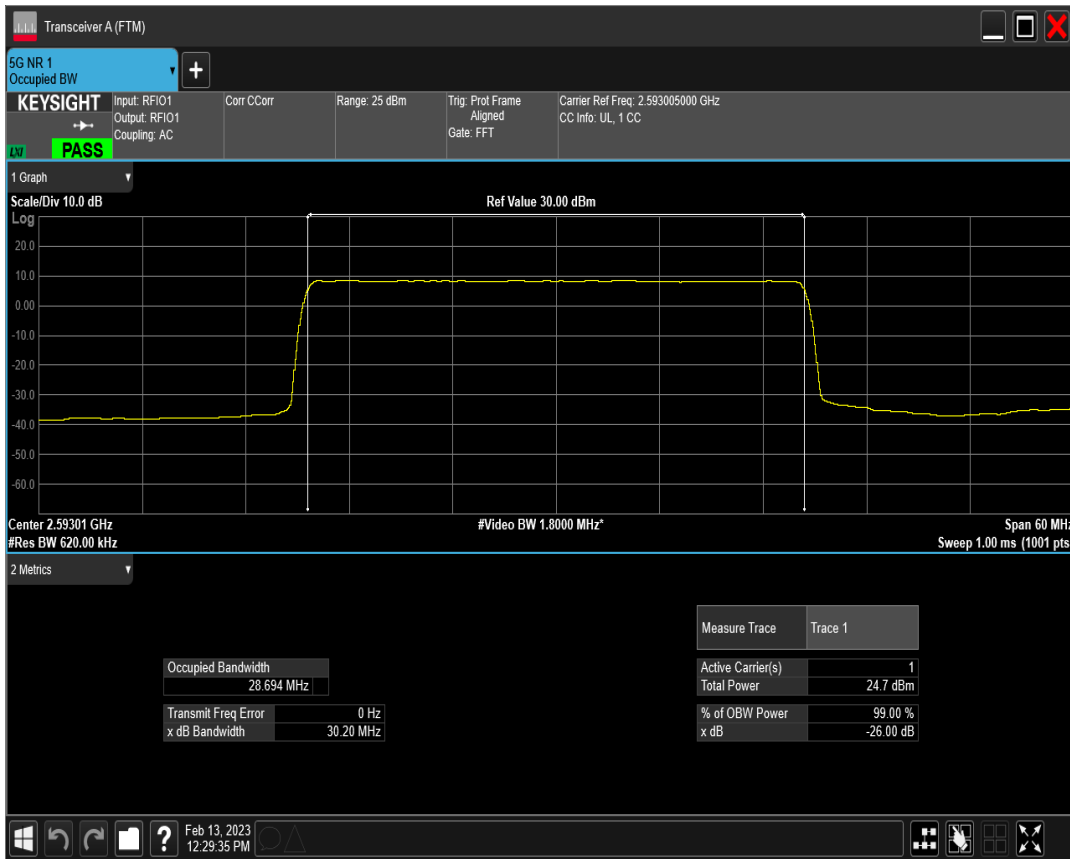 Transceiver A (FTM)
5G NR 1
Occupied BW
+
KEYSIGHT
LXI
PASS
Input: RFIO1
Output: RFIO1
Coupling: AC
Corr CCorr
Range: 25 dBm
Trig: Prot Frame
Aligned
Gate: FFT
Carrier Ref Freq: 2.593005000 GHz
CC Info: UL, 1 CC
1 Graph
Scale/Div 10.0 dB
Ref Value 30.00 dBm
Log
20.0
10.0
0.00
-10.0
-20.0
-30.0
-40.0
-50.0
-60.0
Center 2.59301 GHz
#Video BW 1.8000 MHz*
Span 60 MHz
#Res BW 620.00 kHz
Sweep 1.00 ms (1001 pts
2 Metrics
Measure Trace Trace 1
Occupied Bandwidth
28.694 MHz
Active Carrier(s) 1
Total Power 24.7 dBm
Transmit Freq Error 0 Hz
x dB Bandwidth 30.20 MHz
% of OBW Power 99.00 %
x dB -26.00 dB
?
Feb 13, 2023
12:29:35 PM